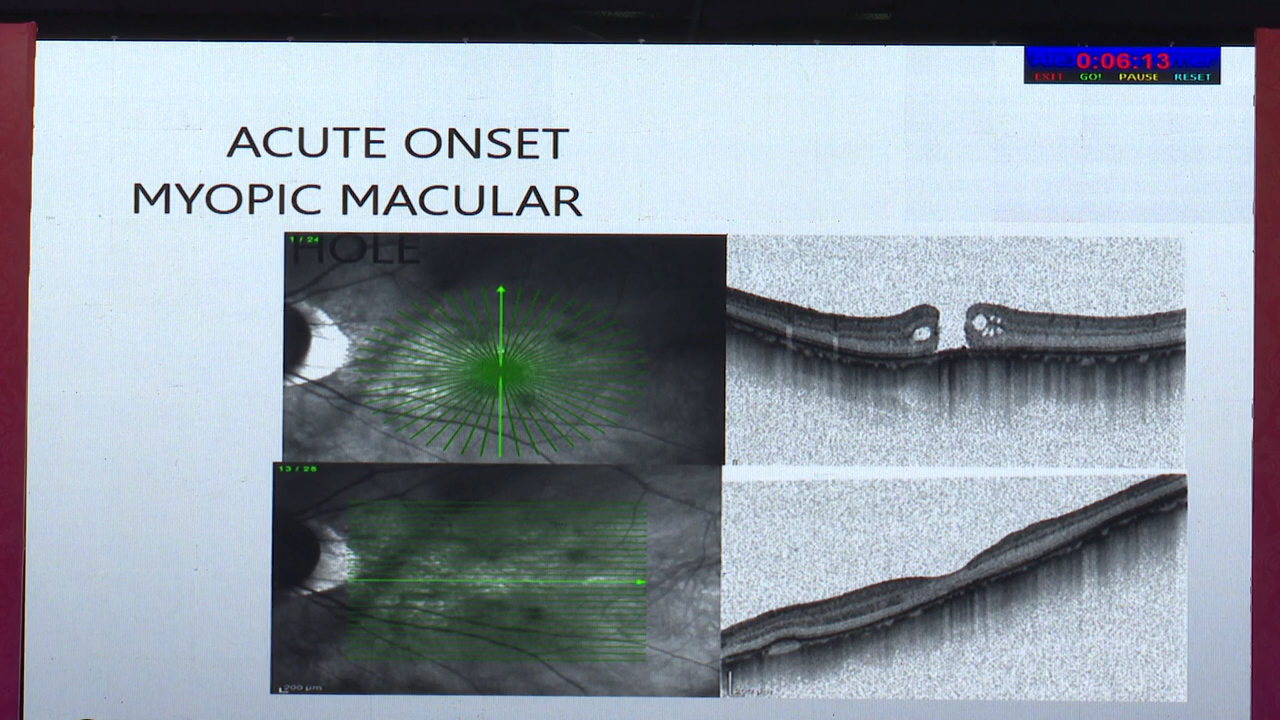 0:06:13
EXIT GO! PAUSE RESET
ACUTE ONSET
MYOPIC MACULAR
HOLE
1 / 24
13 / 25
200 µm